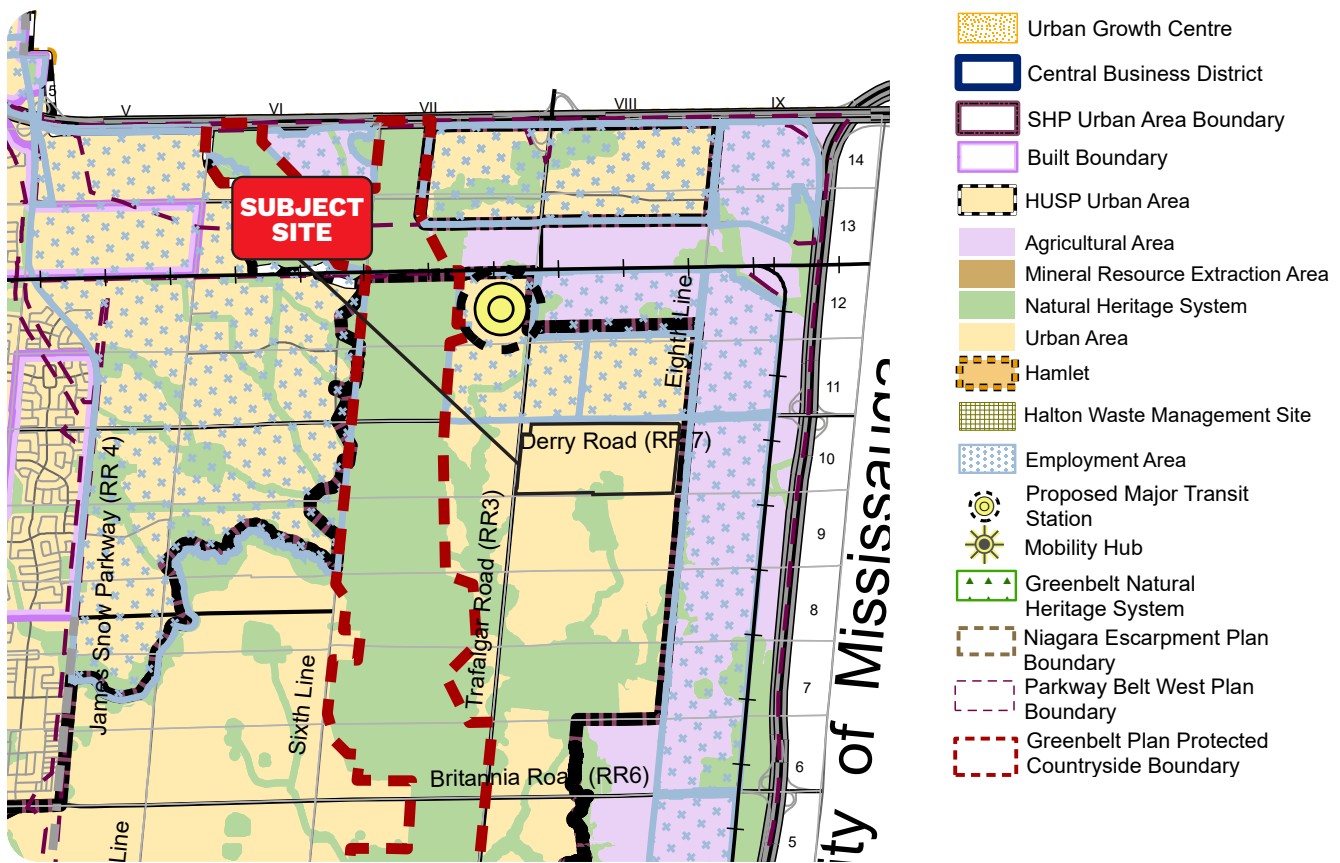 15
V
VI
VII
VIII
IX
14
13
12
11
10
9
8
7
6
5
SUBJECT
SITE
Eighth Line
Derry Road (RR 7)
James Snow Parkway (RR 4)
Trafalgar Road (RR3)
Sixth Line
Britannia Road (RR6)
Line
ity of Mississauga
Urban Growth Centre
Central Business District
SHP Urban Area Boundary
Built Boundary
HUSP Urban Area
Agricultural Area
Mineral Resource Extraction Area
Natural Heritage System
Urban Area
Hamlet
Halton Waste Management Site
Employment Area
Proposed Major Transit
Station
Mobility Hub
Greenbelt Natural
Heritage System
Niagara Escarpment Plan
Boundary
Parkway Belt West Plan
Boundary
Greenbelt Plan Protected
Countryside Boundary